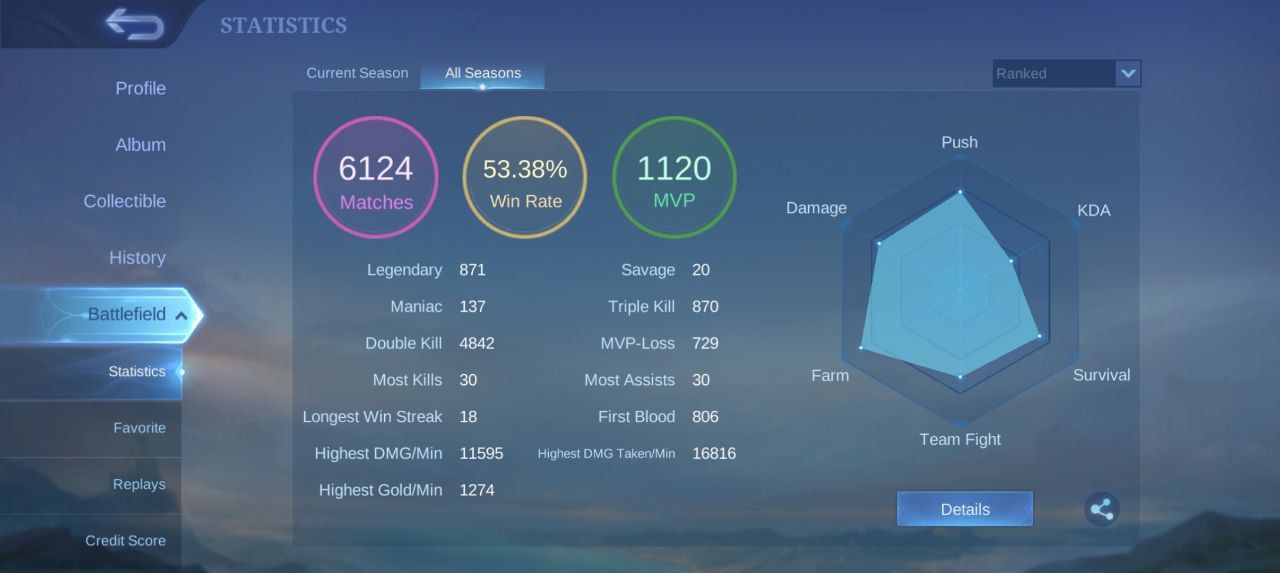 STATISTICS
Profile
Album
Collectible
History
Battlefield
Statistics
Favorite
Replays
Credit Score
Current Season
All Seasons
Ranked
6124
Matches
53.38%
Win Rate
1120
MVP
Legendary 871
Savage 20
Maniac 137
Triple Kill 870
Double Kill 4842
MVP-Loss 729
Most Kills 30
Most Assists 30
Longest Win Streak 18
First Blood 806
Highest DMG/Min 11595
Highest DMG Taken/Min 16816
Highest Gold/Min 1274
Push
Damage
KDA
Farm
Survival
Team Fight
Details